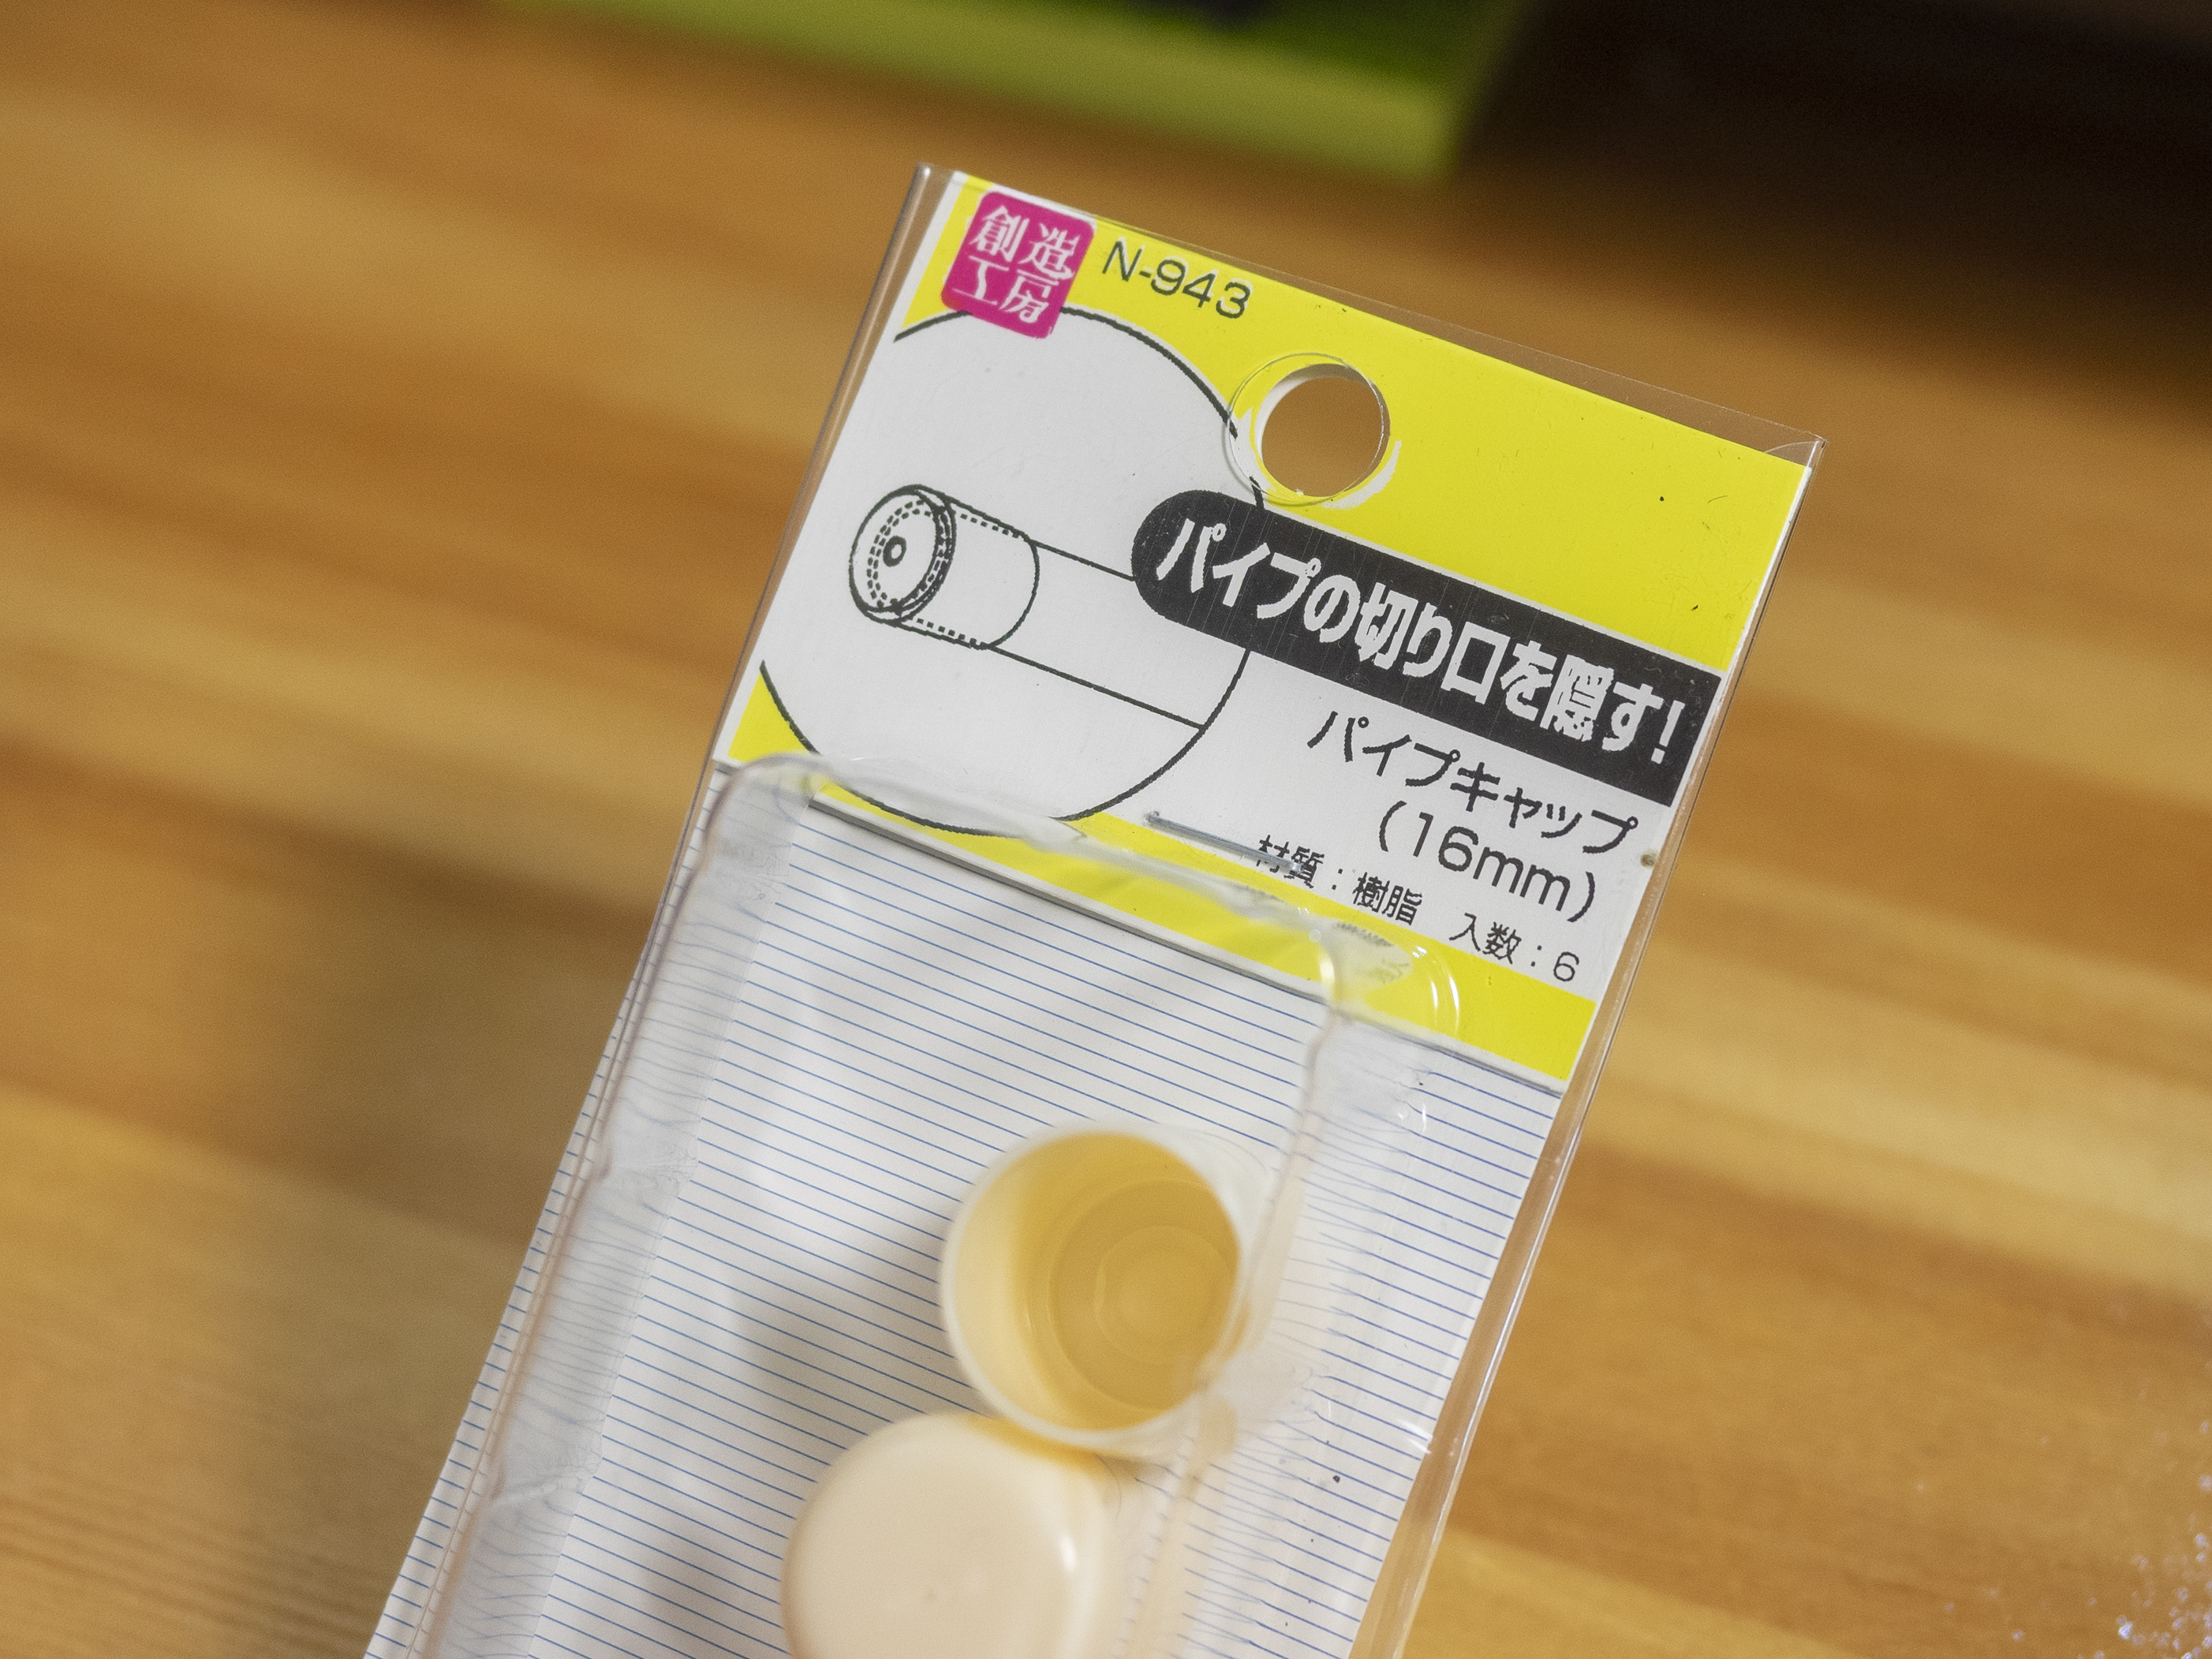 創造
工房
N-943
パイプの切り口を隠す!
パイプキャップ
(16mm)
材質:樹脂 入数:6